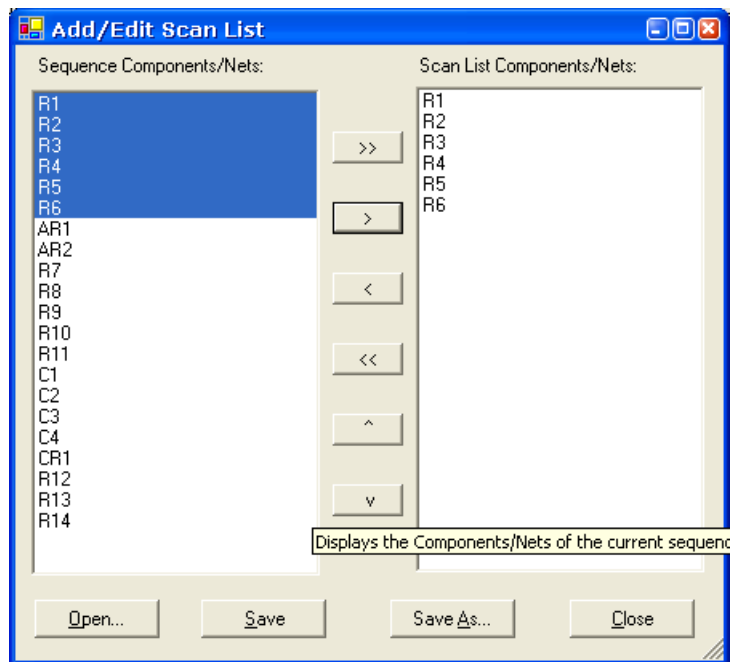 Add/Edit Scan List
Sequence Components/Nets:
Scan List Components/Nets:
R1
R2
R3
R4
R5
R6
AR1
AR2
R7
R8
R9
R10
R11
C1
C2
C3
C4
CR1
R12
R13
R14
>>
>
<
<<
^
v
R1
R2
R3
R4
R5
R6
Displays the Components/Nets of the current sequenc
Open...
Save
Save As...
Close